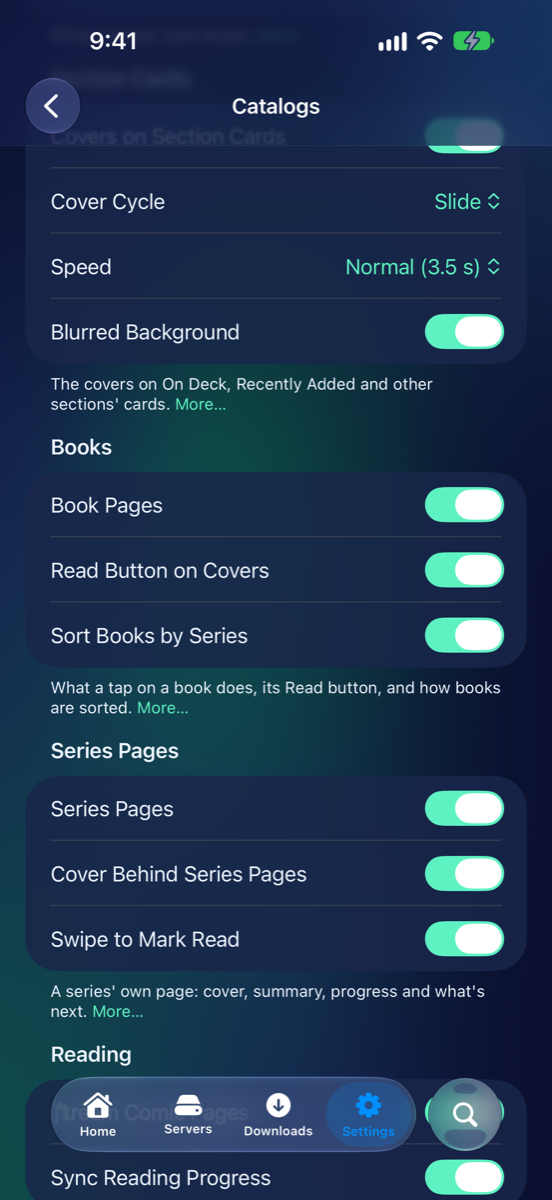 9:41
Catalogs
Covers on Section Cards
Cover Cycle
Slide
Speed
Normal (3.5 s)
Blurred Background
The covers on On Deck, Recently Added and other
sections' cards. More...
Books
Book Pages
Read Button on Covers
Sort Books by Series
What a tap on a book does, its Read button, and how books
are sorted. More...
Series Pages
Series Pages
Cover Behind Series Pages
Swipe to Mark Read
A series' own page: cover, summary, progress and what's
next. More...
Reading
Home
Servers
Downloads
Settings
Sync Reading Progress